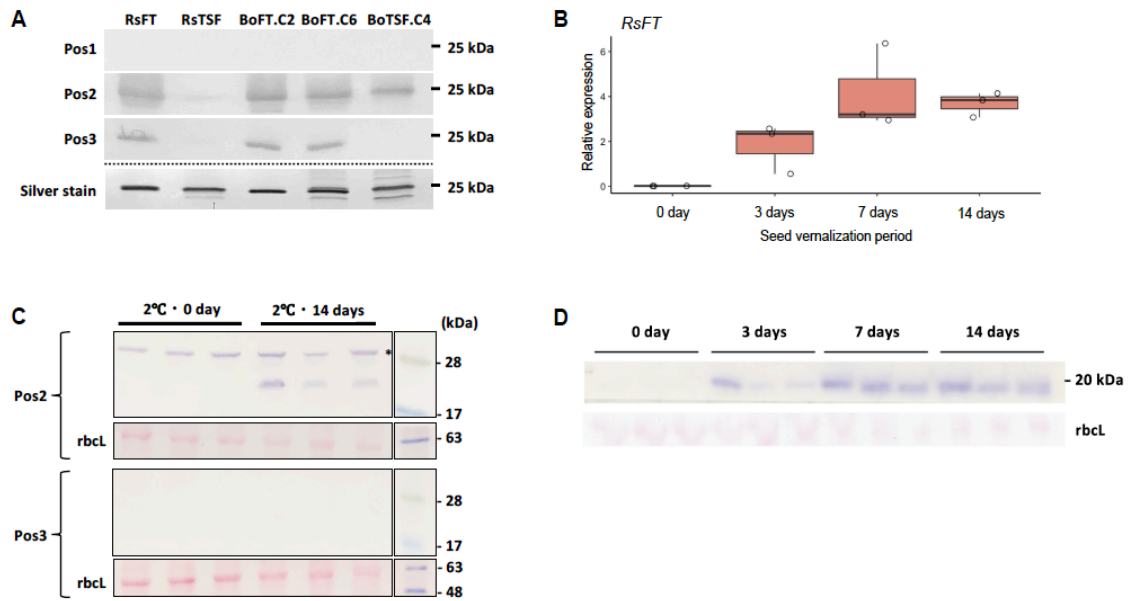 A
RsFT RsTSF BoFT.C2 BoFT.C6 BoTSF.C4
Pos1 25 kDa
Pos2 25 kDa
Pos3 25 kDa
Silver stain 25 kDa
B
RsFT
Relative expression
6
4
2
0
0 day 3 days 7 days 14 days
Seed vernalization period
C
2℃・0 day 2℃・14 days (kDa)
*
Pos2
28
17
rbcL 63
Pos3
28
17
rbcL 63
48
D
0 day 3 days 7 days 14 days
20 kDa
rbcL